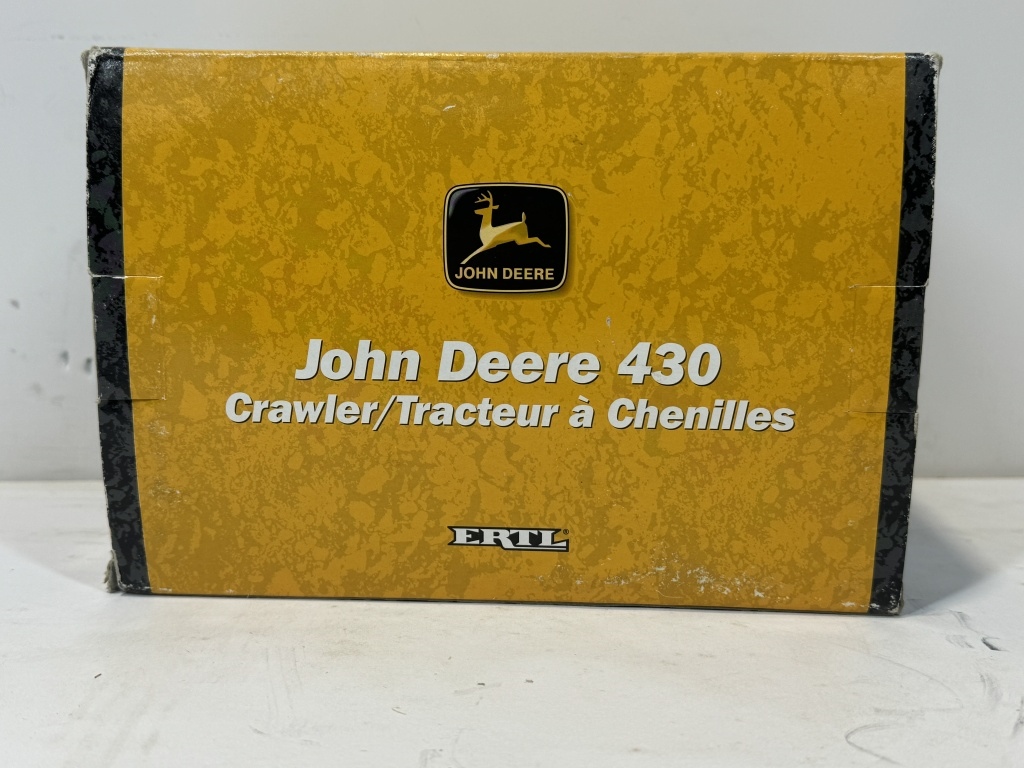 JOHN DEERE
John Deere 430
Crawler/Tracteur à Chenilles
ERTL®